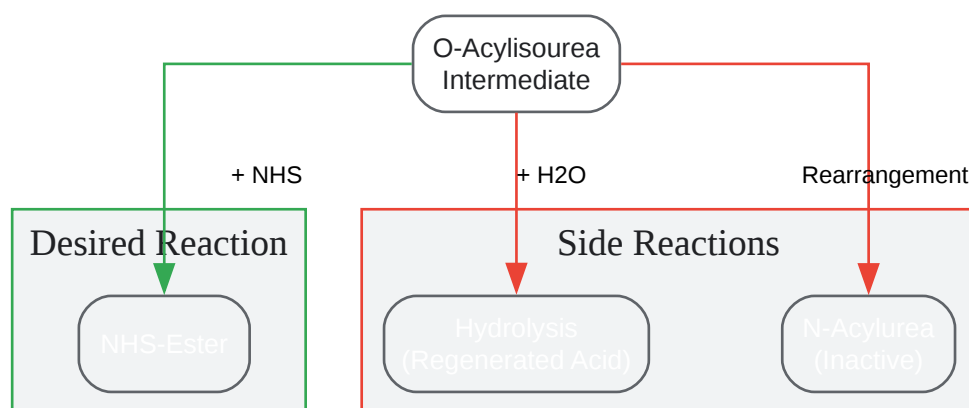 O-Acylisourea
Intermediate
+ NHS
+ H2O
Rearrangement
Desired Reaction
Side Reactions
NHS-Ester
Hydrolysis
(Regenerated Acid)
N-Acylurea
(Inactive)